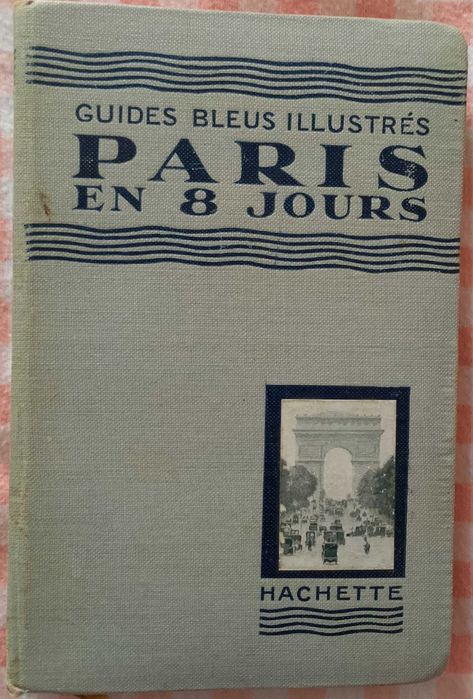 GUIDES BLEUS ILLUSTRÉS
PARIS
EN 8 JOURS
HACHETTE